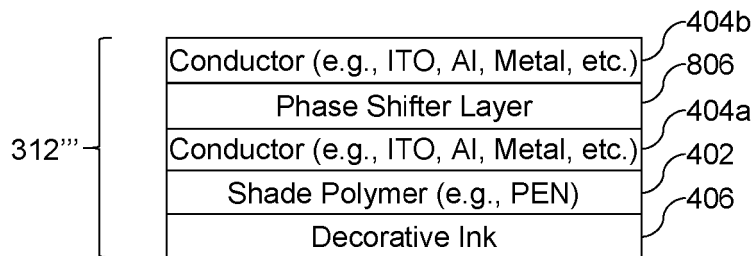 404b
Conductor (e.g., ITO, Al, Metal, etc.)
806
Phase Shifter Layer
404a
312'''
Conductor (e.g., ITO, Al, Metal, etc.)
402
Shade Polymer (e.g., PEN)
406
Decorative Ink